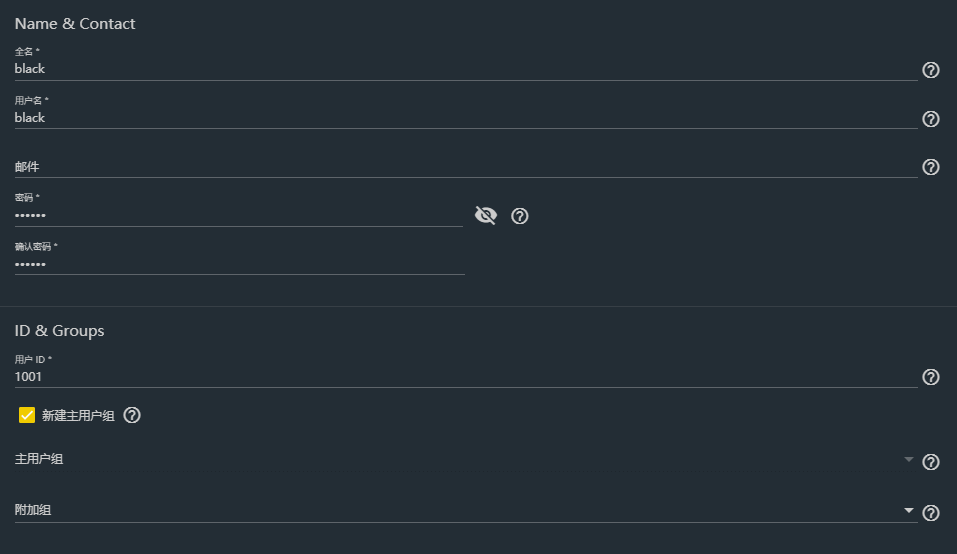 Name & Contact
全名 *
black
用户名 *
black
邮件
密码 *
••••••
确认密码 *
••••••
ID & Groups
用户 ID *
1001
新建主用户组
主用户组
附加组